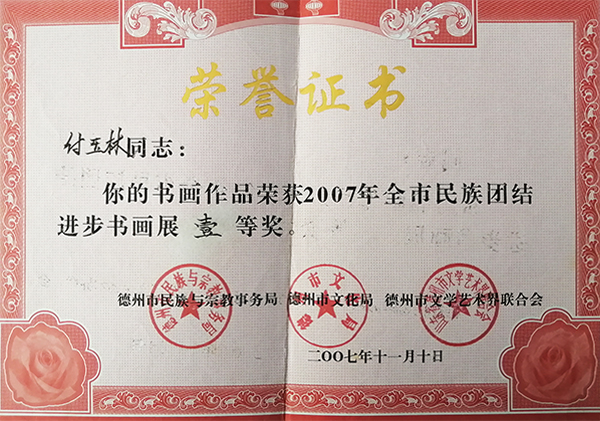 荣誉证书
付玉林同志：
你的书画作品荣获2007年全市民族团结
进步书画展 壹 等奖。
德州市民族与宗教事务局 德州市文化局 德州市文学艺术界联合会
二〇〇七年十一月十日